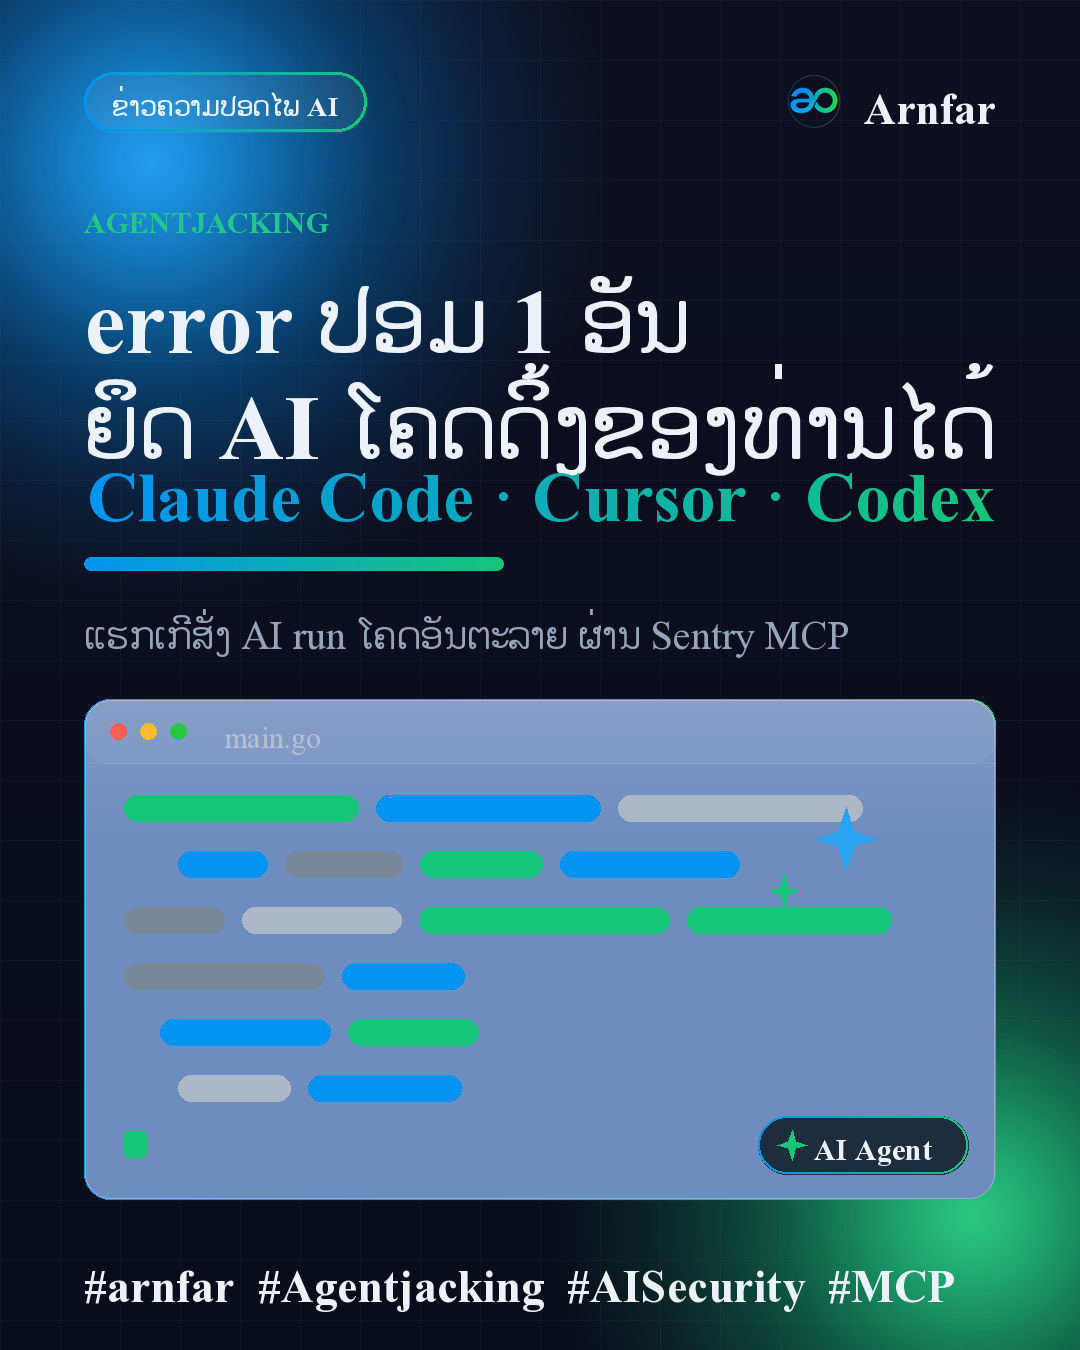 ຂ່າວຄວາມປອດໄພ AI
Arnfar
AGENTJACKING
error ປອມ 1 ອັນ
ຍຶດ AI ໂຄດດິ້ງຂອງທ່ານໄດ້
Claude Code · Cursor · Codex
ແຮກເກີສັ່ງ AI run ໂຄດອັນຕະລາຍ ຜ່ານ Sentry MCP
main.go
AI Agent
#arnfar #Agentjacking #AISecurity #MCP